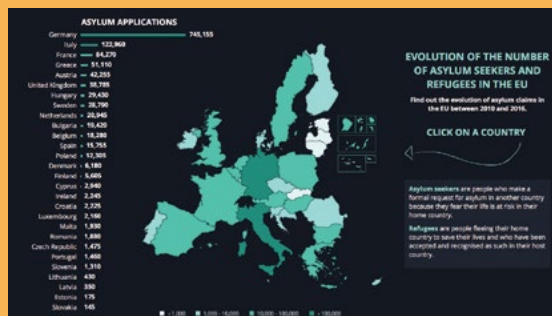 ASYLUM APPLICATIONS
Germany 745,155
Italy 122,960
France 84,270
Greece 51,110
Austria 42,255
United Kingdom 38,785
Hungary 29,430
Sweden 28,790
Netherlands 20,945
Bulgaria 19,420
Belgium 18,280
Spain 15,755
Poland 12,305
Denmark 6,180
Finland 5,605
Cyprus 2,940
Ireland 2,245
Croatia 2,225
Luxembourg 2,160
Malta 1,930
Romania 1,880
Czech Republic 1,475
Portugal 1,460
Slovenia 1,310
Lithuania 430
Latvia 350
Estonia 175
Slovakia 145
EVOLUTION OF THE NUMBER
OF ASYLUM SEEKERS AND
REFUGEES IN THE EU
Find out the evolution of asylum claims in
the EU between 2010 and 2016.
CLICK ON A COUNTRY
Asylum seekers are people who make a
formal request for asylum in another country
because they fear their life is at risk in their
home country.
Refugees are people fleeing their home
country to save their lives and who have been
accepted and recognised as such in their host
country.
< 1,000 1,000 - 10,000 10,000 - 100,000 > 100,000